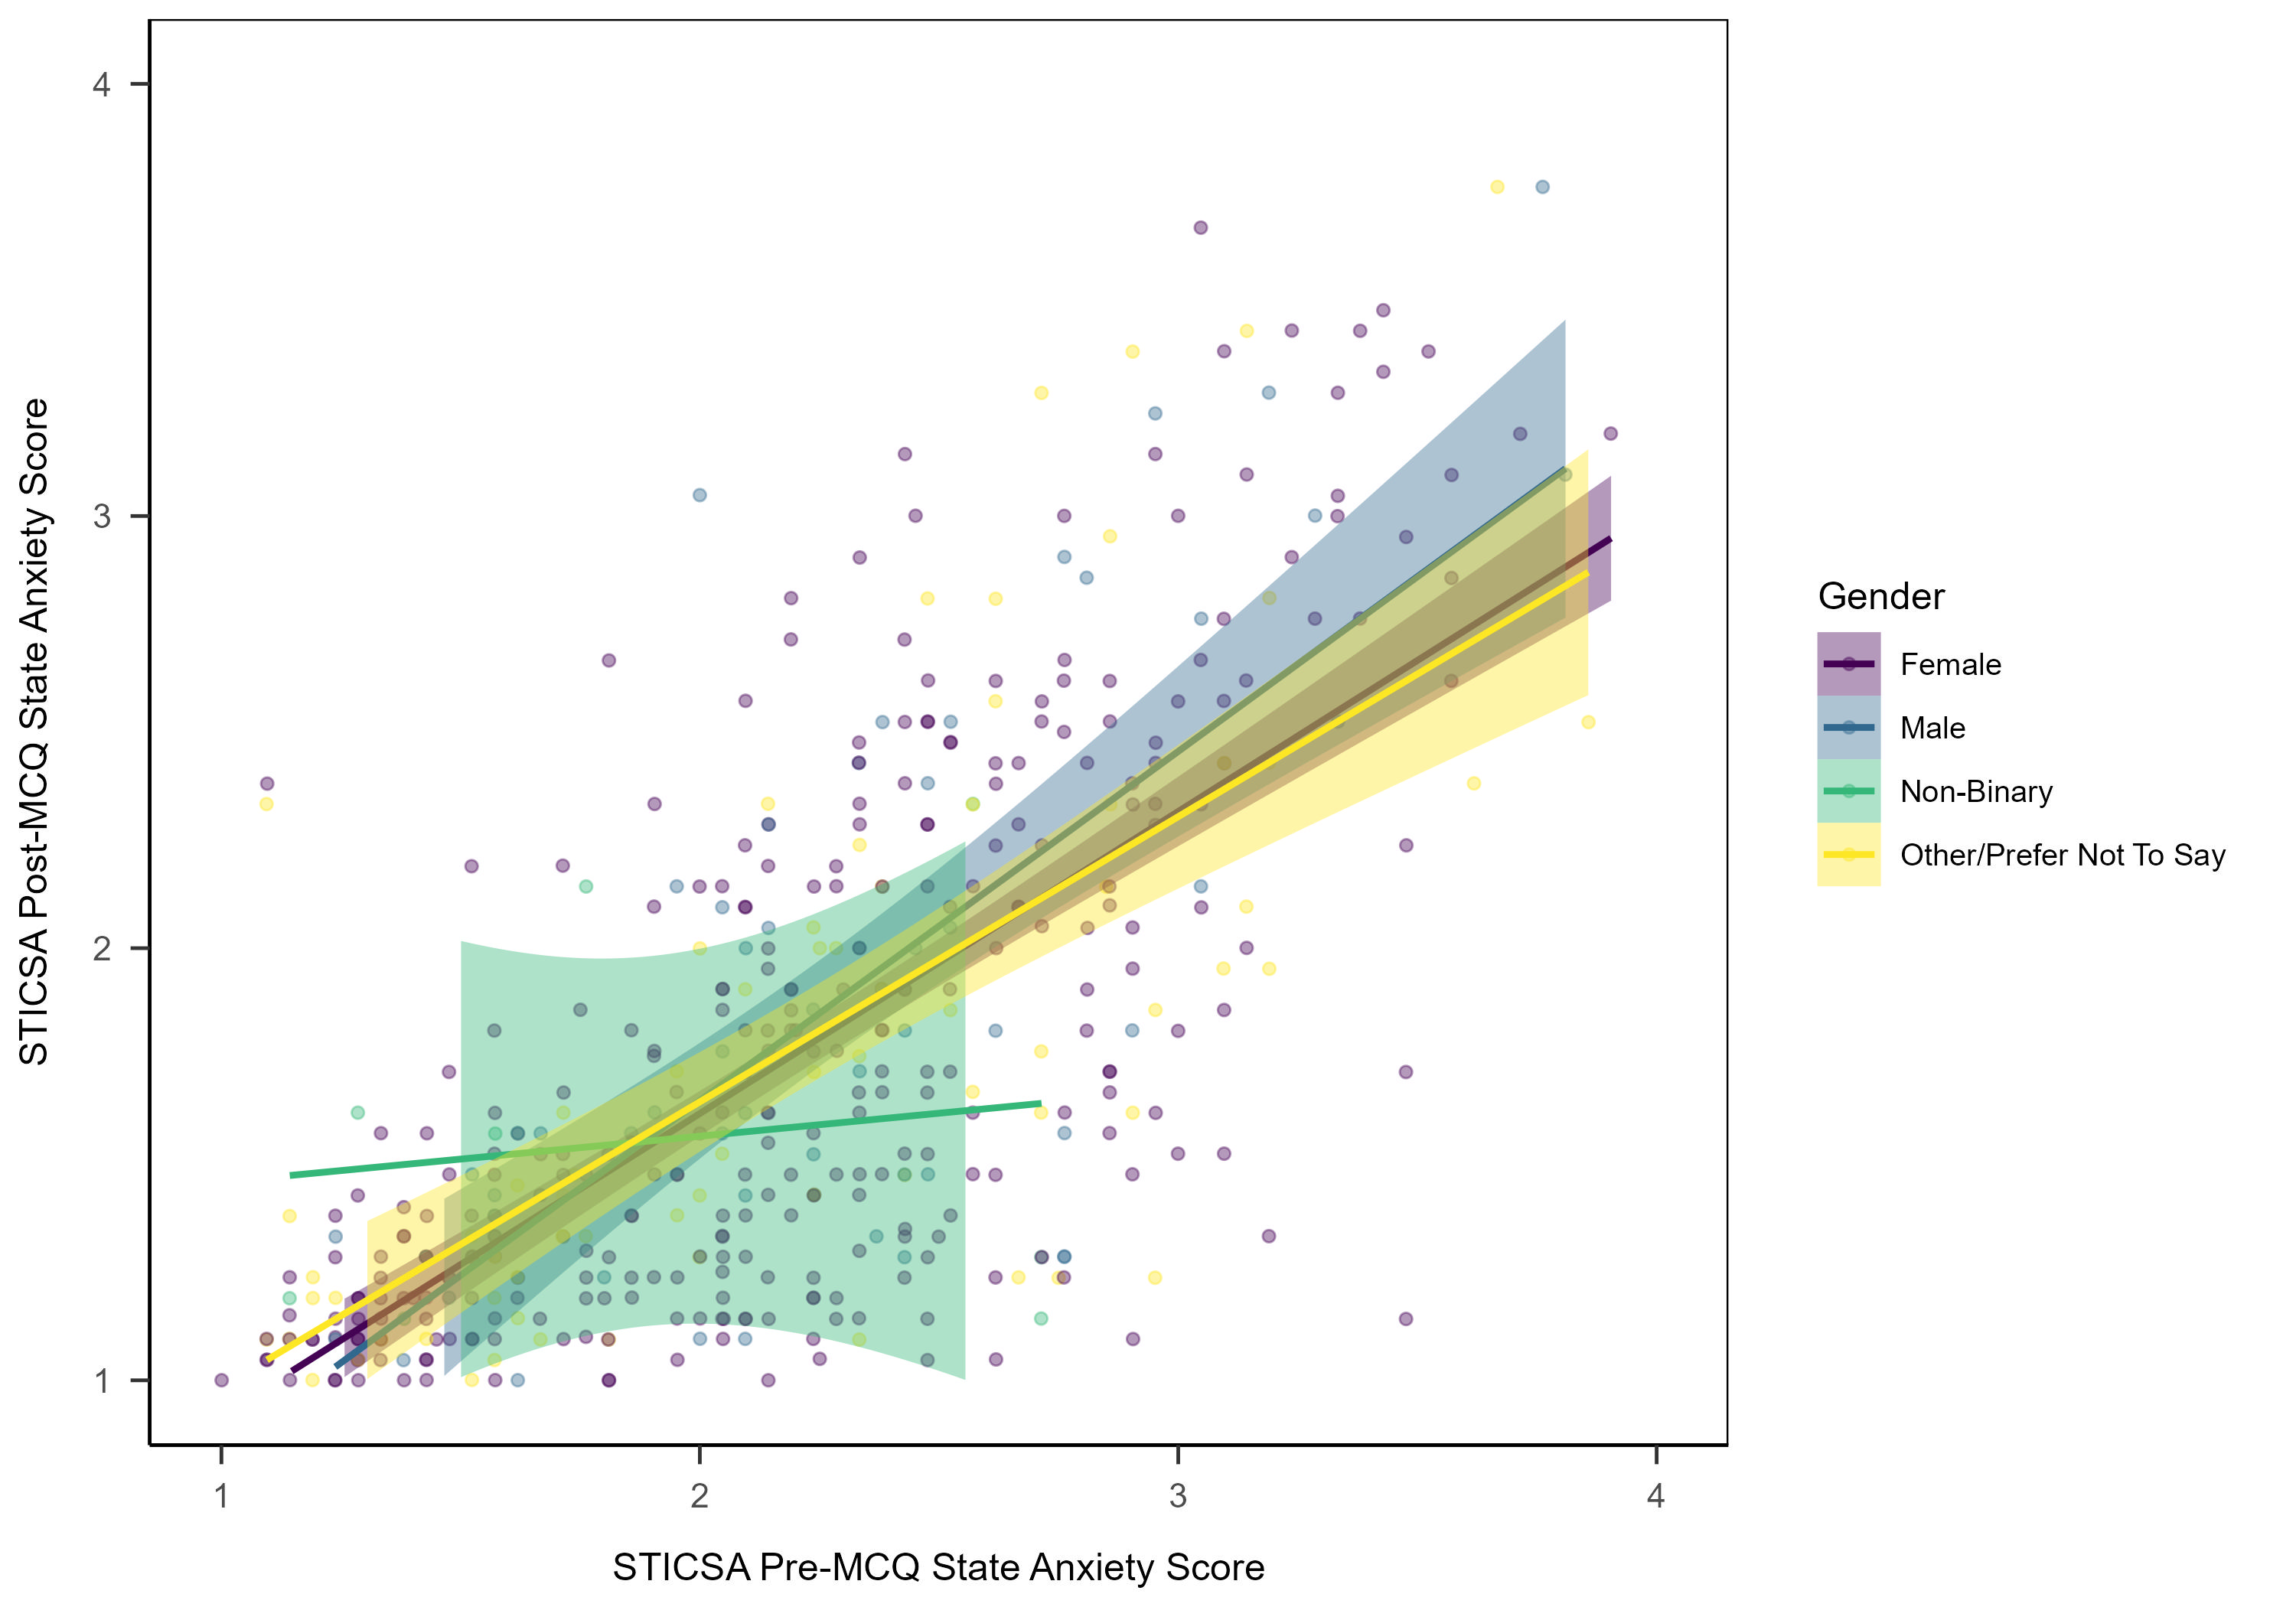 4
3
2
1
STICSA Post-MCQ State Anxiety Score
1 2 3 4
STICSA Pre-MCQ State Anxiety Score
Gender
Female
Male
Non-Binary
Other/Prefer Not To Say